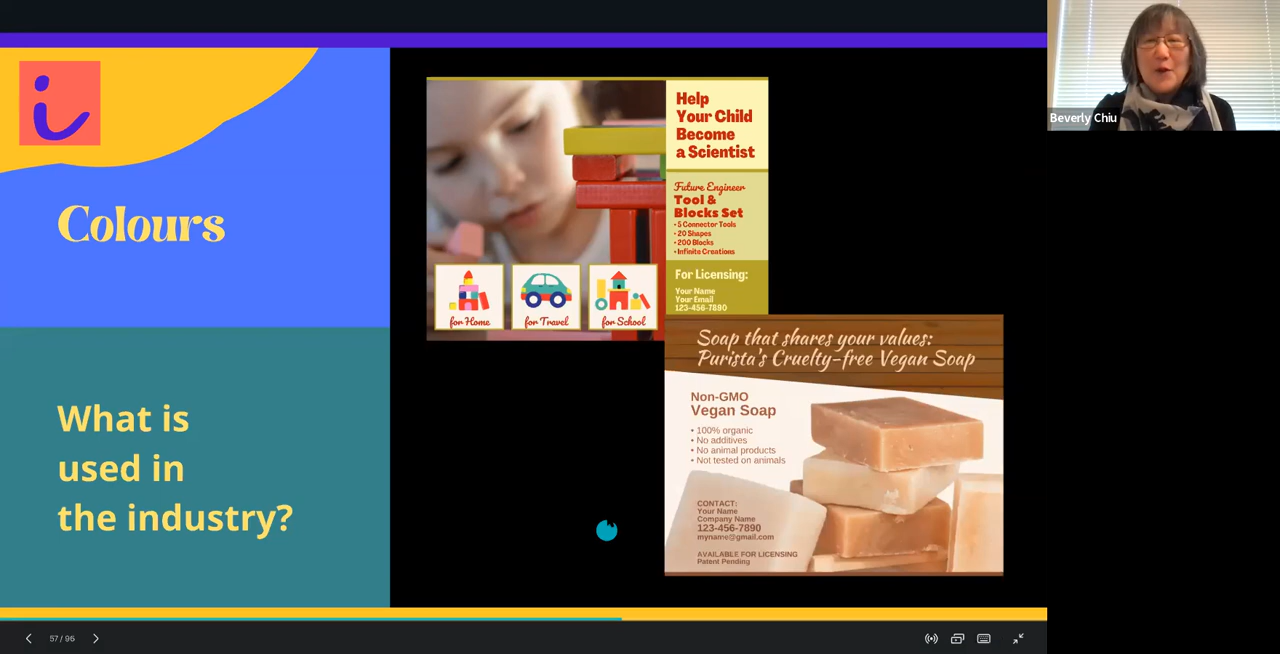 Colours
What is
used in
the industry?
Help
Your Child
Become
a Scientist
Future Engineer
Tool &
Blocks Set
• 5 Connector Tools
• 20 Shapes
• 200 Blocks
• Infinite Creations
For Licensing:
Your Name
Your Email
123-456-7890
for Home
for Travel
for School
Soap that shares your values:
Purista's Cruelty-free Vegan Soap
Non-GMO
Vegan Soap
• 100% organic
• No additives
• No animal products
• Not tested on animals
CONTACT:
Your Name
Company Name
123-456-7890
myname@gmail.com
AVAILABLE FOR LICENSING
Patent Pending
Beverly Chiu
57 / 96